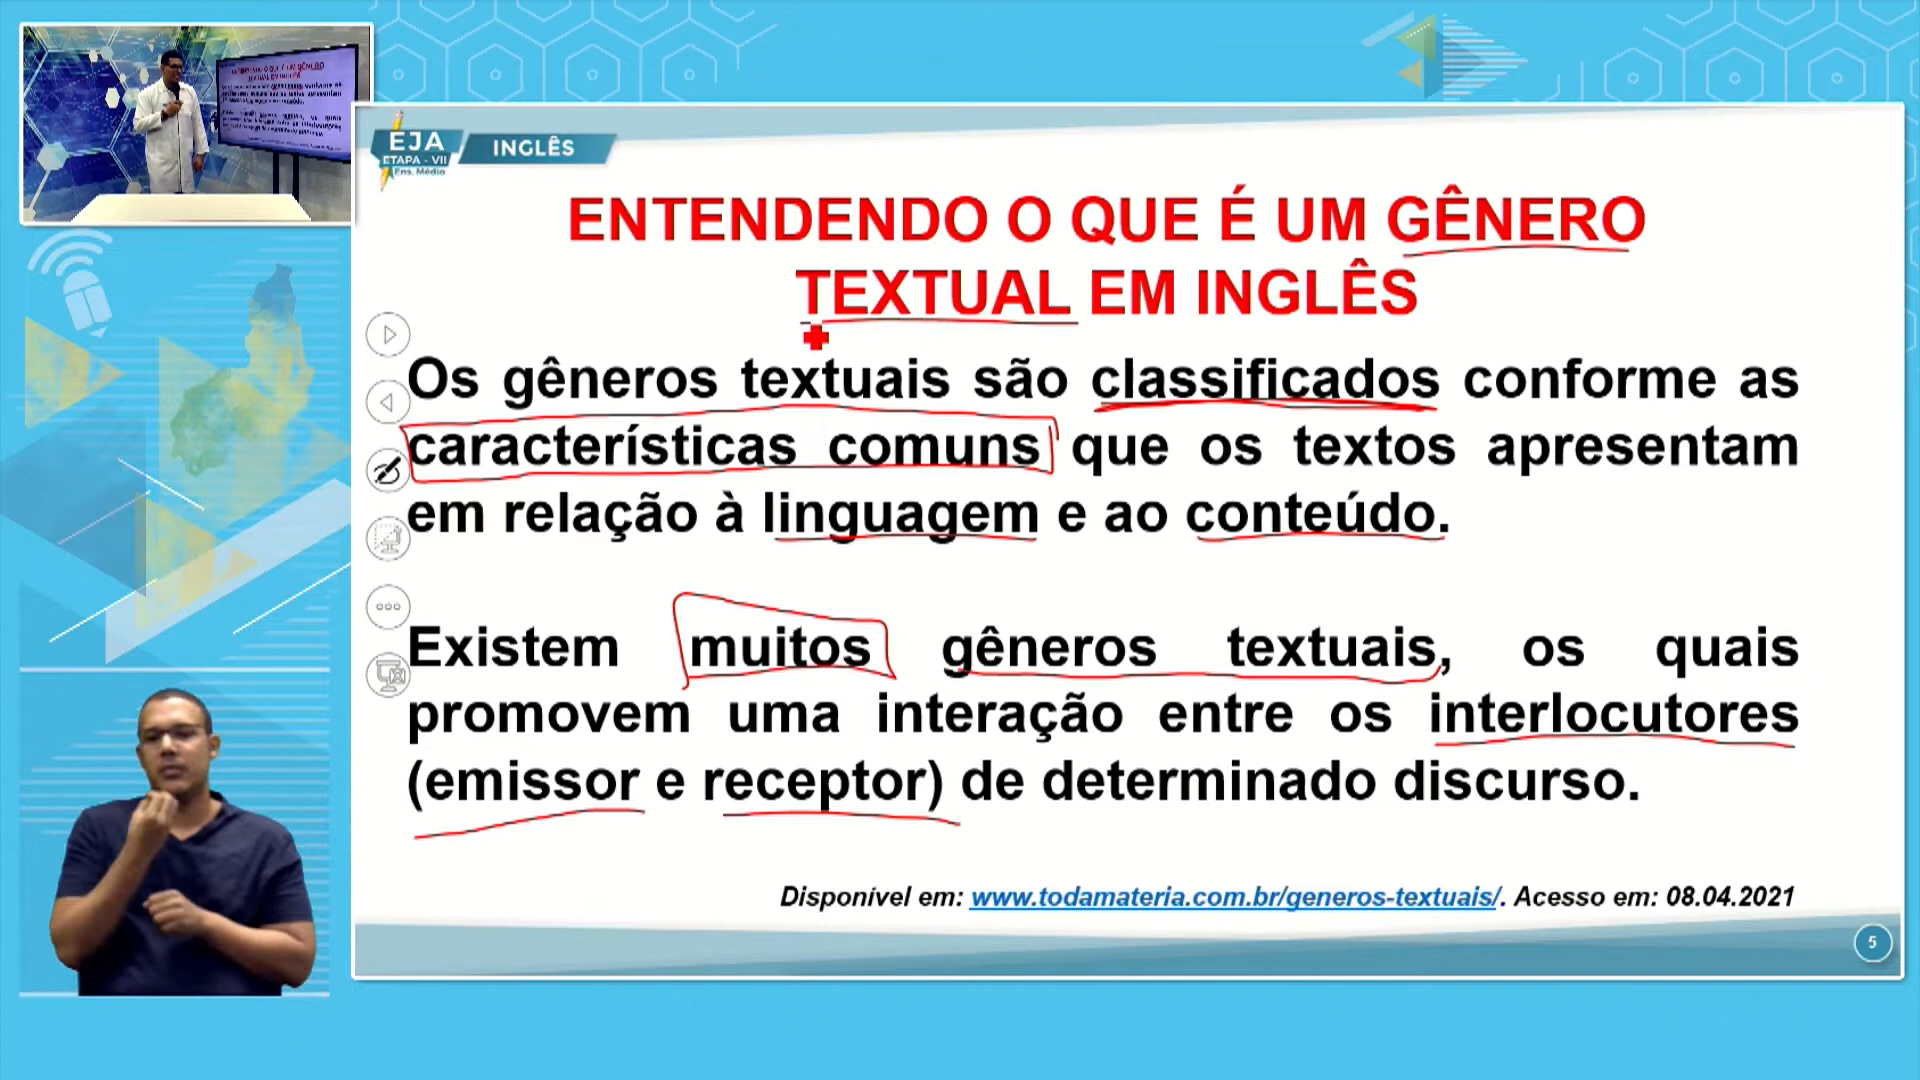 EJA
ETAPA - VII
Ens. Médio
INGLÊS
ENTENDENDO O QUE É UM GÊNERO
TEXTUAL EM INGLÊS
Os gêneros textuais são classificados conforme as
características comuns que os textos apresentam
em relação à linguagem e ao conteúdo.
Existem muitos gêneros textuais, os quais
promovem uma interação entre os interlocutores
(emissor e receptor) de determinado discurso.
Disponível em: www.todamateria.com.br/generos-textuais/. Acesso em: 08.04.2021
5